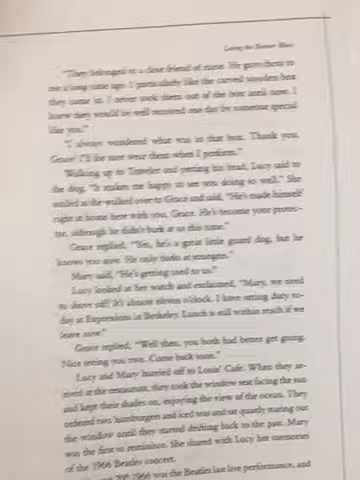 Losing the Summer Blues
"They belonged to a close friend of mine. He gave them to
me a long time ago. I particularly like the carved wooden box
they came in. I never took them out of the box until now. I
knew they would be well received one day by someone special
like you."
"I always wondered what was in that box. Thank you,
Grace! I'll for sure wear them when I perform."
Walking up to Traveler and petting his head, Lucy said to
the dog, "It makes me happy to see you doing so well." She
smiled as she walked over to Grace and said, "He's made himself
right at home here with you, Grace. He's become your protec-
tor, although he didn't bark at us this time."
Grace replied, "Yes, he's a great little guard dog, but he
knows you now. He only barks at strangers."
Mary said, "He's getting used to us."
Lucy looked at her watch and exclaimed, "Mary, we need
to shove off! It's almost eleven o'clock. I have sitting duty to-
day at Expressions in Berkeley. Lunch is still within reach if we
leave now."
Grace replied, "Well then, you both had better get going.
Nice seeing you two. Come back soon."
Lucy and Mary hurried off to Louis' Cafe. When they ar-
rived at the restaurant, they took the window seat facing the sun
and kept their shades on, enjoying the view of the ocean. They
ordered two hamburgers and iced and sat quietly staring out
the window until they started drifting back to the past. Mary
was the first to reminisce. She shared with Lucy her memories
of the 1966 Beatles concert.
1966 was the Beatles last live performance, and